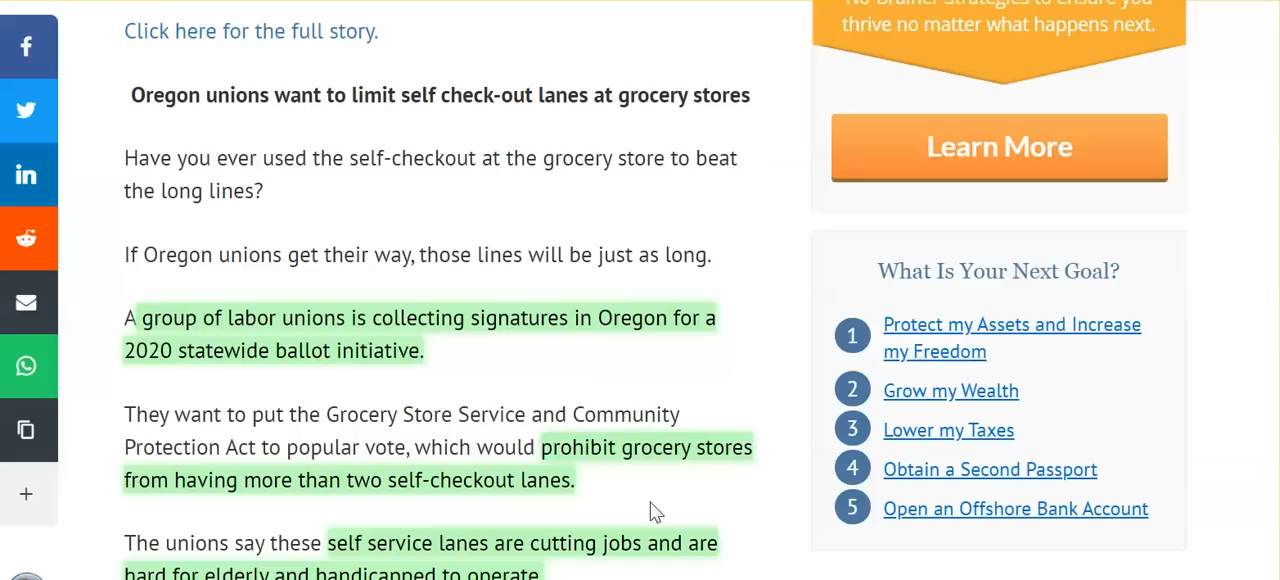 Click here for the full story.
Oregon unions want to limit self check-out lanes at grocery stores
Have you ever used the self-checkout at the grocery store to beat
the long lines?
If Oregon unions get their way, those lines will be just as long.
A group of labor unions is collecting signatures in Oregon for a
2020 statewide ballot initiative.
They want to put the Grocery Store Service and Community
Protection Act to popular vote, which would prohibit grocery stores
from having more than two self-checkout lanes.
The unions say these self service lanes are cutting jobs and are
hard for elderly and handicapped to operate.
No Brainer strategies to ensure you
thrive no matter what happens next.
Learn More
What Is Your Next Goal?
1 Protect my Assets and Increase
my Freedom
2 Grow my Wealth
3 Lower my Taxes
4 Obtain a Second Passport
5 Open an Offshore Bank Account